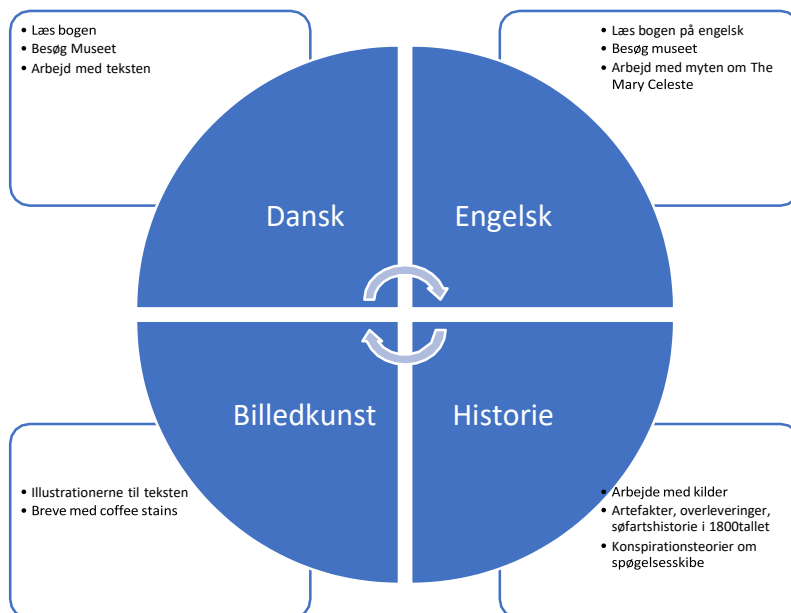 • Læs bogen
• Besøg Museet
• Arbejd med teksten
• Læs bogen på engelsk
• Besøg museet
• Arbejd med myten om The
Mary Celeste
Dansk
Engelsk
Billedkunst
Historie
• Illustrationerne til teksten
• Breve med coffee stains
• Arbejde med kilder
• Artefakter, overleveringer,
søfartshistorie i 1800tallet
• Konspirationsteorier om
spøgelsesskibe